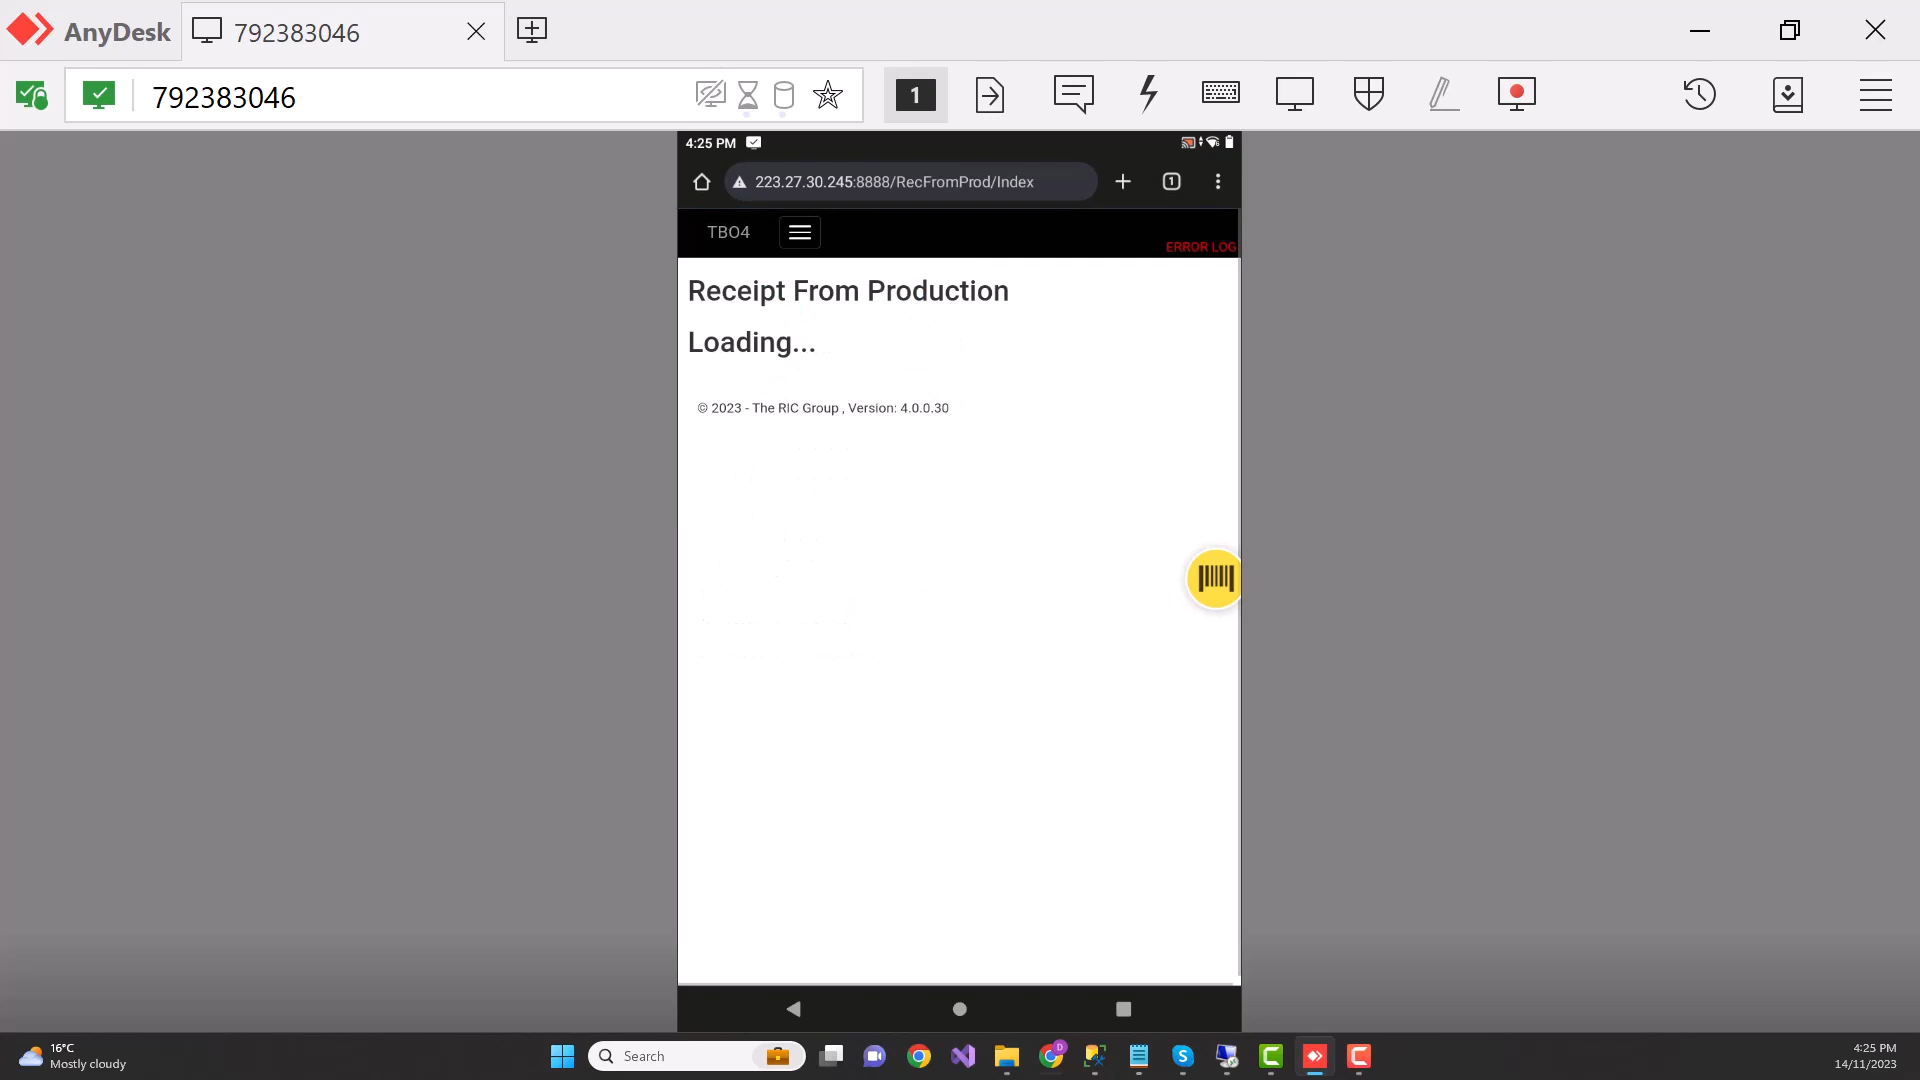 AnyDesk
792383046
792383046
1
4:25 PM
223.27.30.245:8888/RecFromProd/Index
1
TBO4
ERROR LOG
Receipt From Production
Loading...
© 2023 - The RIC Group , Version: 4.0.0.30
16°C
Mostly cloudy
Search
D
4:25 PM
14/11/2023